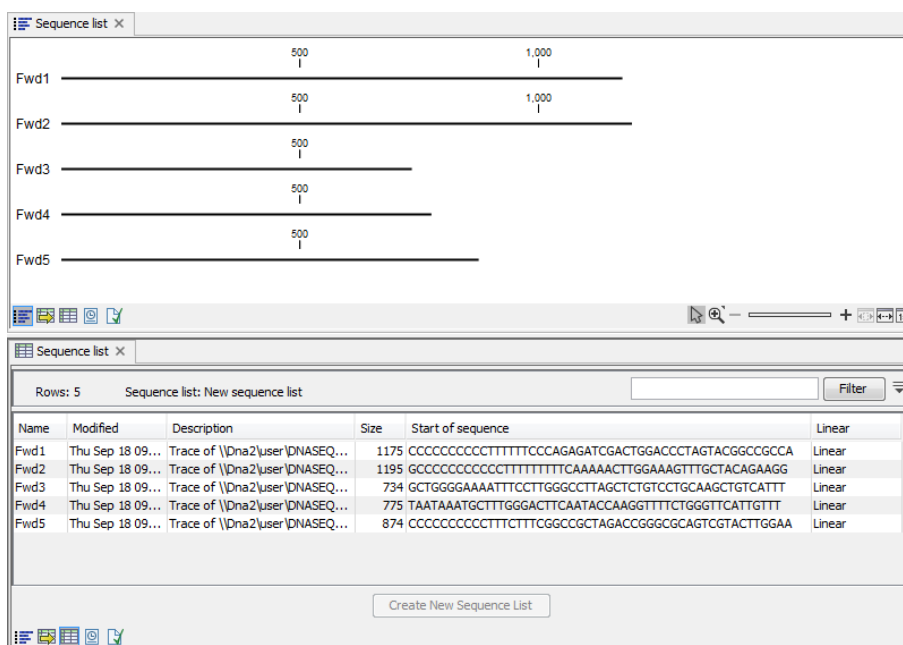 Sequence list
500 1,000
Fwd1
500 1,000
Fwd2
500
Fwd3
500
Fwd4
500
Fwd5
Sequence list
Rows: 5 Sequence list: New sequence list Filter
Name Modified Description Size Start of sequence Linear
Fwd1 Thu Sep 18 09... Trace of \\Dna2\user\DNASEQ... 1175 CCCCCCCCCCTTTTTTCCCAGAGATCGACTGGACCCTAGTACGGCCGCCA Linear
Fwd2 Thu Sep 18 09... Trace of \\Dna2\user\DNASEQ... 1195 GCCCCCCCCCCCTTTTTTTTTCAAAAACTTGGAAAGTTTGCTACAGAAGG Linear
Fwd3 Thu Sep 18 09... Trace of \\Dna2\user\DNASEQ... 734 GCTGGGGAAAATTTCCTTGGGCCTTAGCTCTGTCCTGCAAGCTGTCATTT Linear
Fwd4 Thu Sep 18 09... Trace of \\Dna2\user\DNASEQ... 775 TAATAAATGCTTTGGGACTTCAATACCAAGGTTTTCTGGGTTCATTGTTT Linear
Fwd5 Thu Sep 18 09... Trace of \\Dna2\user\DNASEQ... 874 CCCCCCCCCCTTTCTTTCGGCCGCTAGACCGGGCGCAGTCGTACTTGGAA Linear
Create New Sequence List